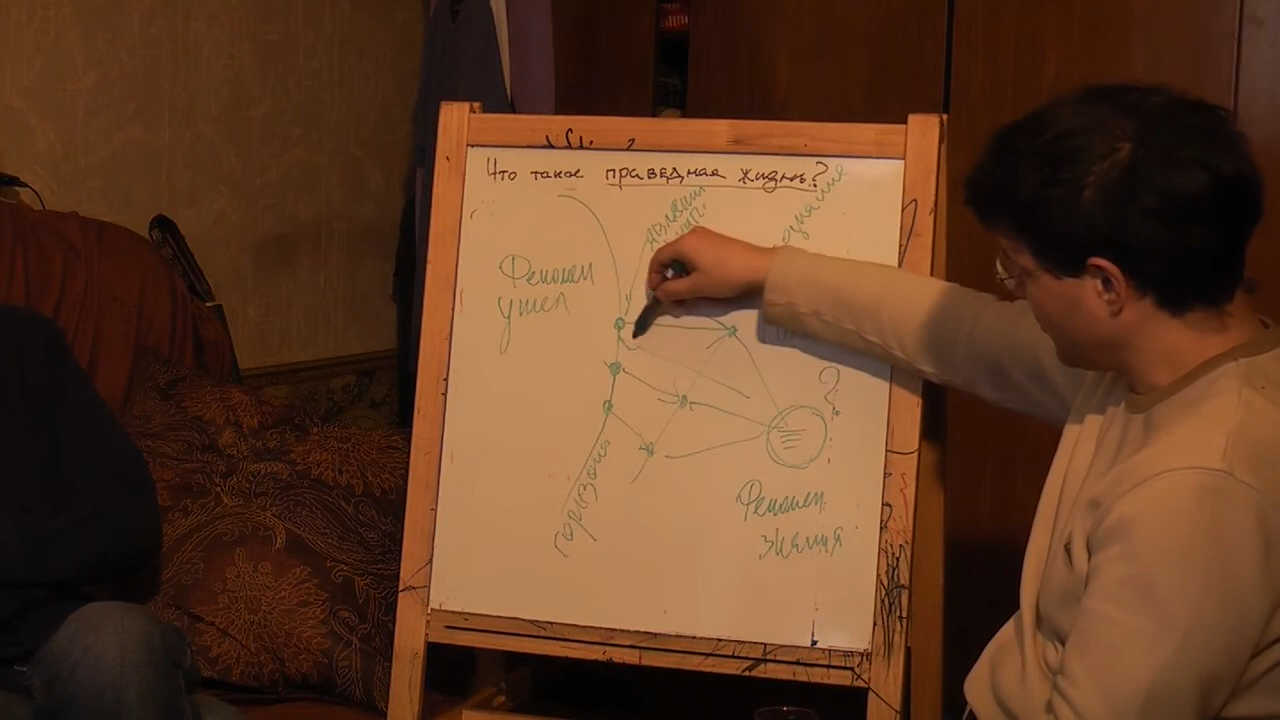 Что такое праведная жизнь?
Феномен
ушел
?
горизонт
Феномен
знания